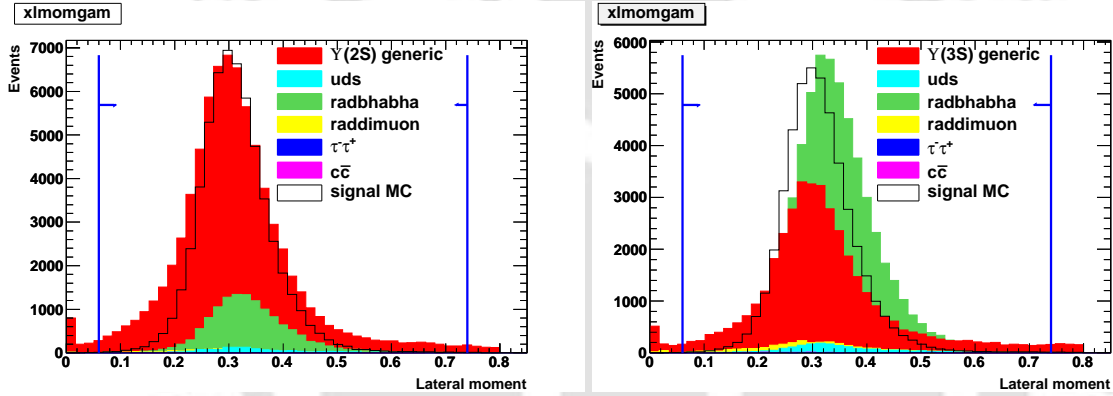 xlmomgam
Events
7000
6000
5000
4000
3000
2000
1000
0
0 0.1 0.2 0.3 0.4 0.5 0.6 0.7 0.8
Lateral moment
ϒ(2S) generic
uds
radbhabha
raddimuon
τ⁻τ⁺
cc̅
signal MC
xlmomgam
Events
6000
5000
4000
3000
2000
1000
0
0 0.1 0.2 0.3 0.4 0.5 0.6 0.7 0.8
Lateral moment
ϒ(3S) generic
uds
radbhabha
raddimuon
τ⁻τ⁺
cc̅
signal MC